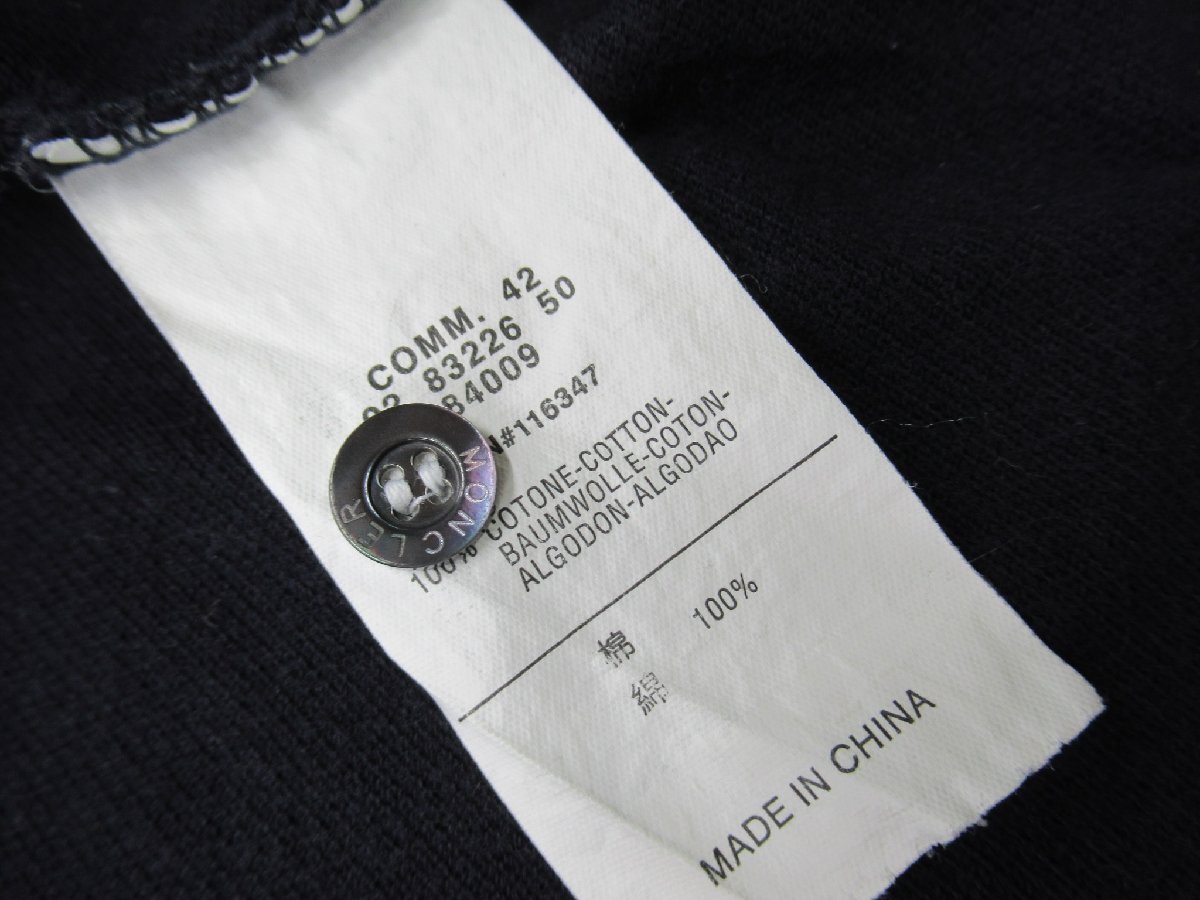 COMM. 42
83226 50
84009
#116347
100% COTONE-COTTON-
BAUMWOLLE-COTON-
ALGODON-ALGODAO
棉 100%
綿
MADE IN CHINA
MONCLER